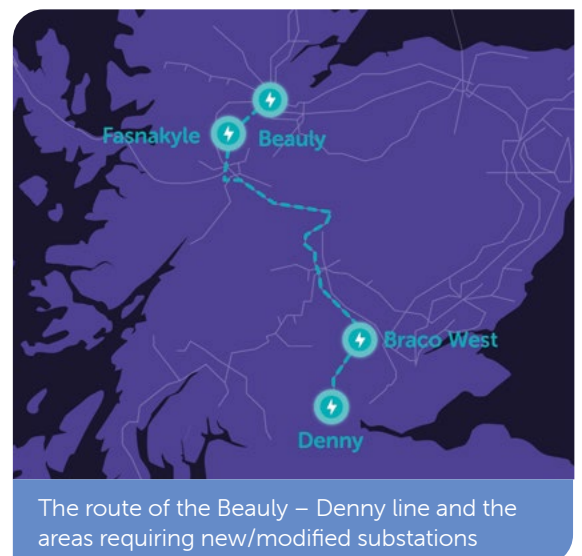 Fasnakyle
Beauly
Braco West
Denny
The route of the Beauly – Denny line and the
areas requiring new/modified substations